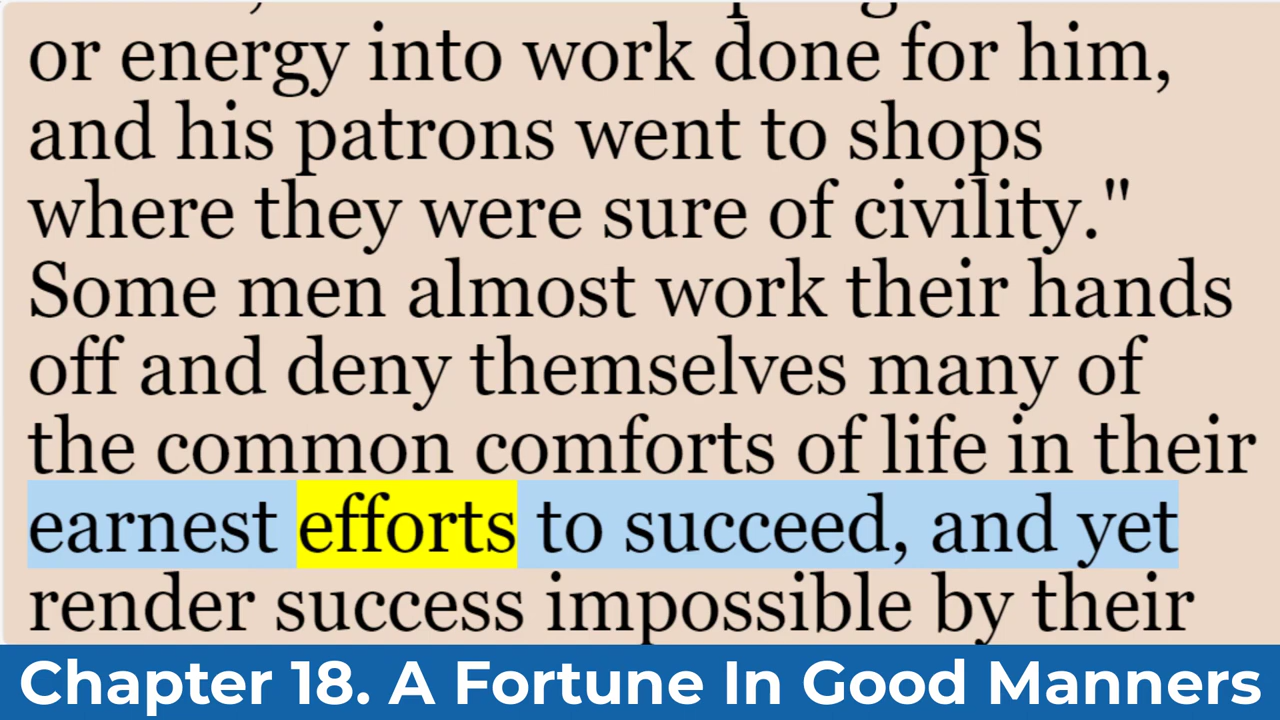 or energy into work done for him,
and his patrons went to shops
where they were sure of civility."
Some men almost work their hands
off and deny themselves many of
the common comforts of life in their
earnest efforts to succeed, and yet
render success impossible by their
Chapter 18. A Fortune In Good Manners